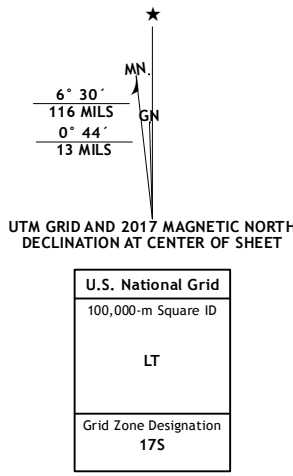 ★
MN.
6° 30´
116 MILS
GN
0° 44´
13 MILS
UTM GRID AND 2017 MAGNETIC NORTH
DECLINATION AT CENTER OF SHEET
U.S. National Grid
100,000-m Square ID
LT
Grid Zone Designation
17S